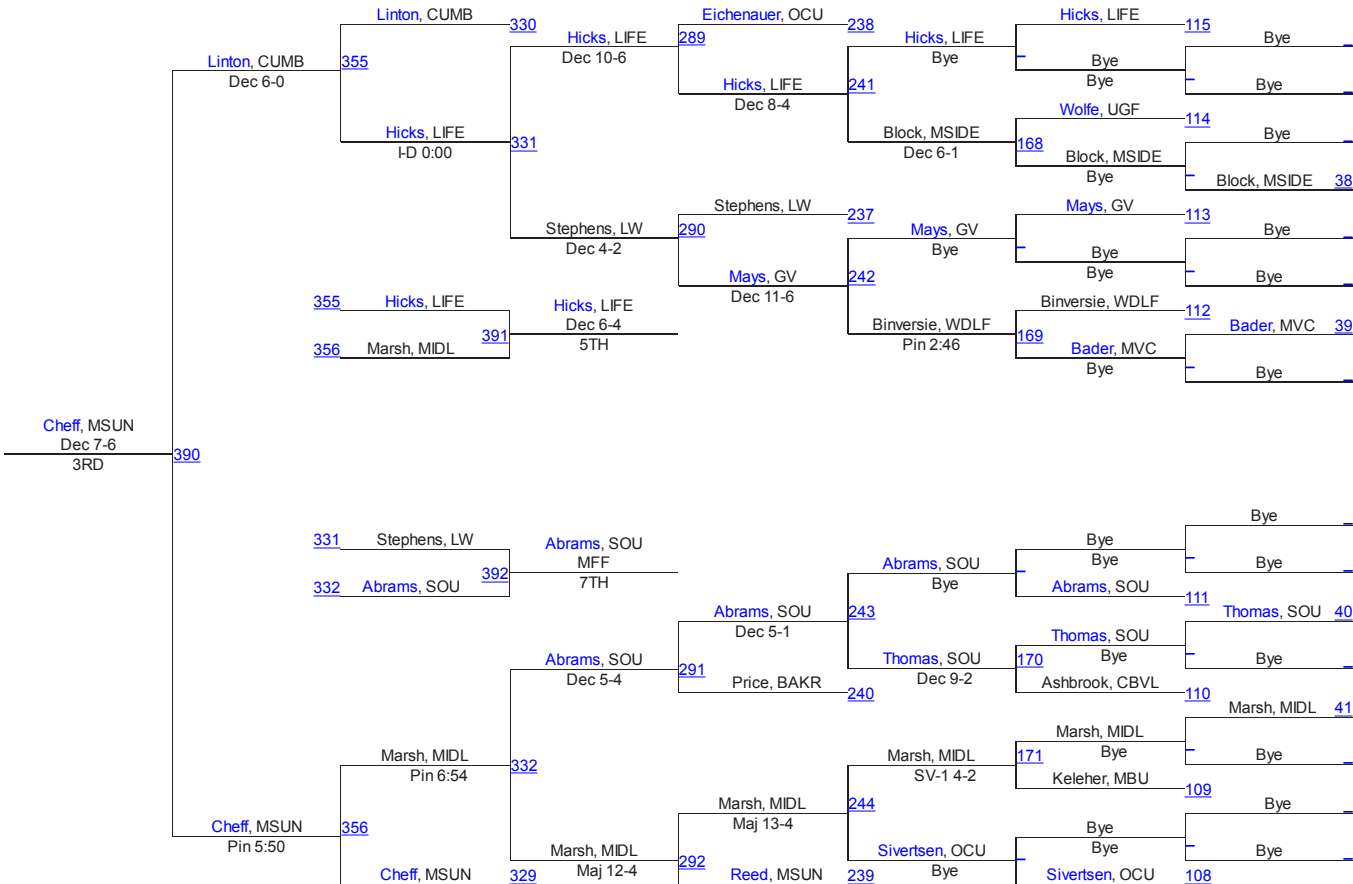 Linton, CUMB
330
Eichenauer, OCU
238
Hicks, LIFE
115
Hicks, LIFE
289
Dec 10-6
Hicks, LIFE
Bye
Bye
Linton, CUMB
355
Dec 6-0
Bye
Bye
Hicks, LIFE
241
Dec 8-4
Bye
Wolfe, UGF
114
Hicks, LIFE
331
I-D 0:00
Block, MSIDE
168
Dec 6-1
Bye
Block, MSIDE
Bye
Block, MSIDE 38
Stephens, LW
237
Mays, GV
113
Stephens, LW
290
Dec 4-2
Mays, GV
Bye
Bye
Bye
Bye
Mays, GV
242
Dec 11-6
Bye
355
Hicks, LIFE
Hicks, LIFE
Binversie, WDLF
112
391
Dec 6-4
5TH
Binversie, WDLF
169
Pin 2:46
Bader, MVC 39
356
Marsh, MIDL
Bader, MVC
Bye
Bye
Cheff, MSUN
Dec 7-6
390
3RD
Bye
331
Stephens, LW
Abrams, SOU
MFF
7TH
392
Bye
Bye
Abrams, SOU
Bye
Bye
332
Abrams, SOU
Abrams, SOU
111
Abrams, SOU
243
Dec 5-1
Thomas, SOU 40
Thomas, SOU
Bye
Abrams, SOU
291
Dec 5-4
Thomas, SOU
170
Dec 9-2
Bye
Price, BAKR
240
Ashbrook, CBVL
110
Marsh, MIDL 41
Marsh, MIDL
Bye
Marsh, MIDL
332
Pin 6:54
Marsh, MIDL
171
SV-1 4-2
Bye
Keleher, MBU
109
Marsh, MIDL
244
Maj 13-4
Bye
Cheff, MSUN
356
Pin 5:50
Bye
Bye
Marsh, MIDL
292
Maj 12-4
Sivertsen, OCU
Bye
Bye
Cheff, MSUN
329
Reed, MSUN
239
Sivertsen, OCU
108